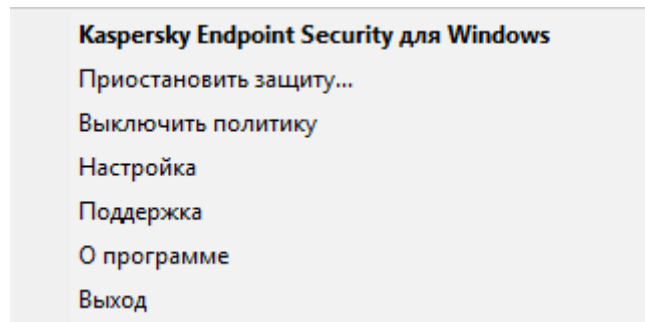 Kaspersky Endpoint Security для Windows
Приостановить защиту...
Выключить политику
Настройка
Поддержка
О программе
Выход